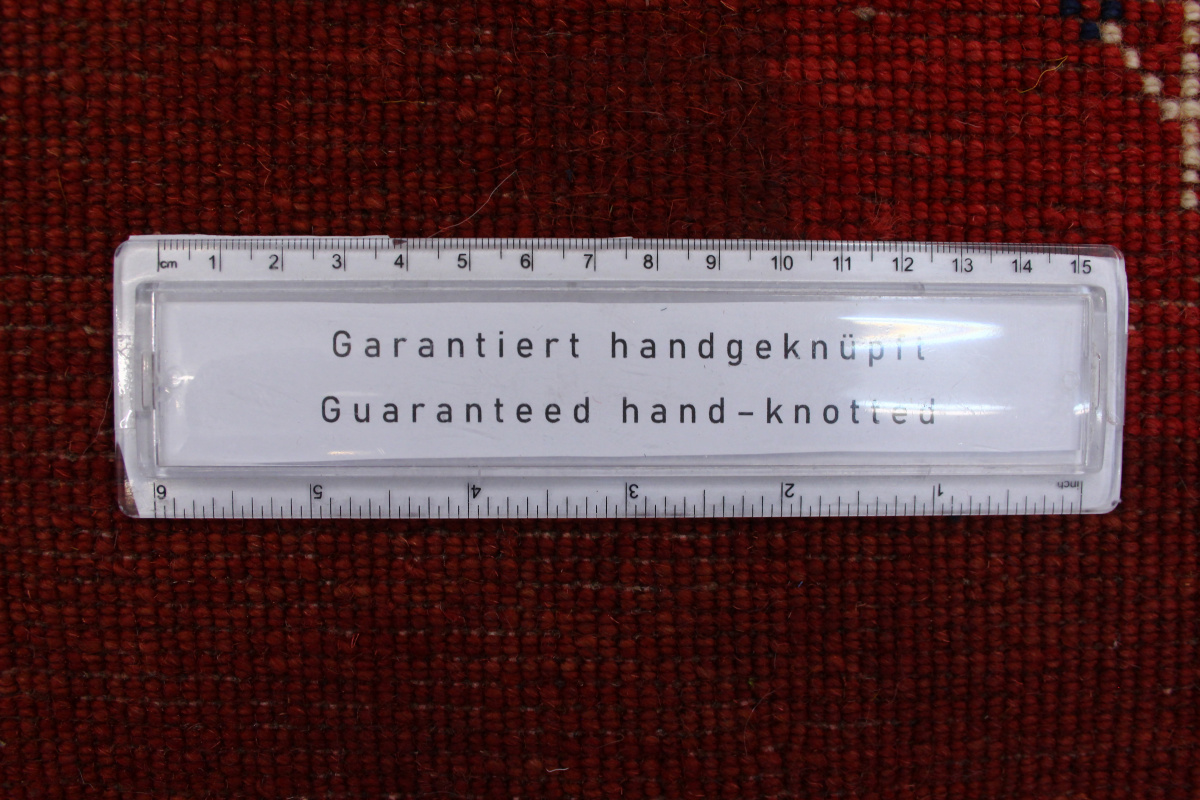 cm 1 2 3 4 5 6 7 8 9 10 11 12 13 14 15
Garantiert handgeknüpft
Guaranteed hand-knotted
6 5 4 3 2 1 inch